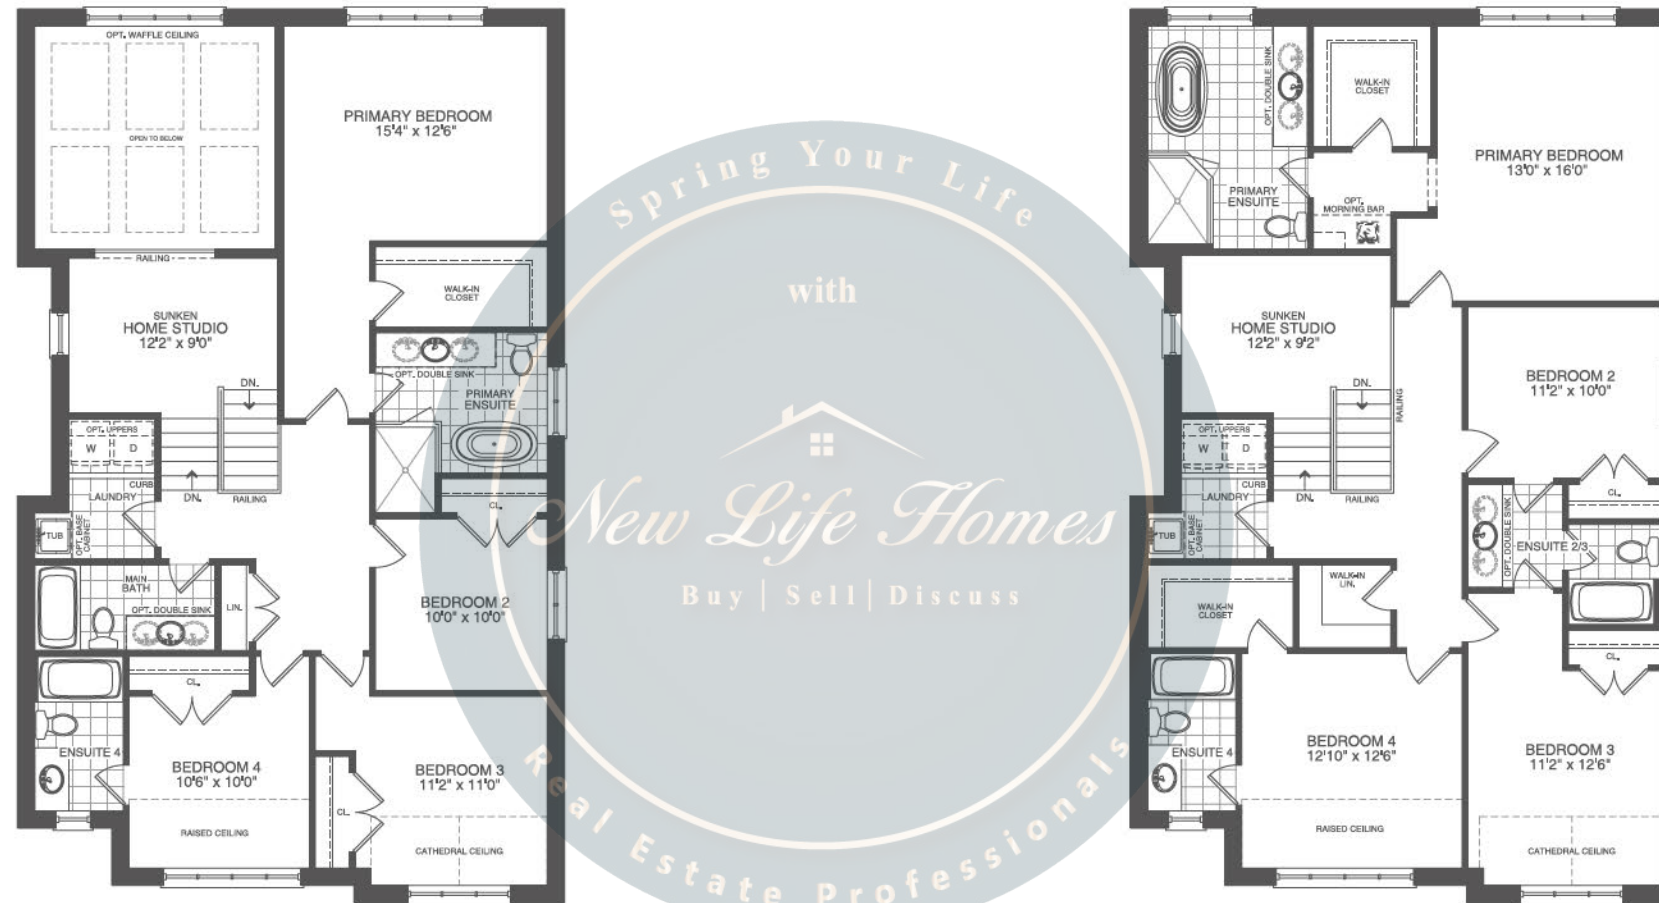 OPT. WAFFLE CEILING
OPEN TO BELOW
RAILING
PRIMARY BEDROOM
15'4" x 12'6"
WALK-IN
CLOSET
SUNKEN
HOME STUDIO
12'2" x 9'0"
DN.
OPT. DOUBLE SINK
PRIMARY
ENSUITE
OPT. UPPERS
W D
CURB
LAUNDRY
DN.
RAILING
TUB
OPT. BASE
CABINET
CL.
MAIN
BATH
OPT. DOUBLE SINK
LIN.
BEDROOM 2
10'0" x 10'0"
CL.
ENSUITE 4
BEDROOM 4
10'6" x 10'0"
RAISED CEILING
BEDROOM 3
11'2" x 11'0"
CL.
CATHEDRAL CEILING
Spring Your Life
with
New Life Homes
Buy | Sell | Discuss
Real Estate Professionals
OPT. DOUBLE SINK
WALK-IN
CLOSET
PRIMARY
ENSUITE
OPT.
MORNING BAR
PRIMARY BEDROOM
13'0" x 16'0"
SUNKEN
HOME STUDIO
12'2" x 9'2"
DN.
RAILING
BEDROOM 2
11'2" x 10'0"
OPT. UPPERS
W D
CURB
LAUNDRY
DN.
RAILING
TUB
OPT. BASE
CABINET
CL.
OPT. DOUBLE SINK
ENSUITE 2/3
WALK-IN
CLOSET
WALK-IN
LIN.
CL.
ENSUITE 4
BEDROOM 4
12'10" x 12'6"
RAISED CEILING
BEDROOM 3
11'2" x 12'6"
CATHEDRAL CEILING